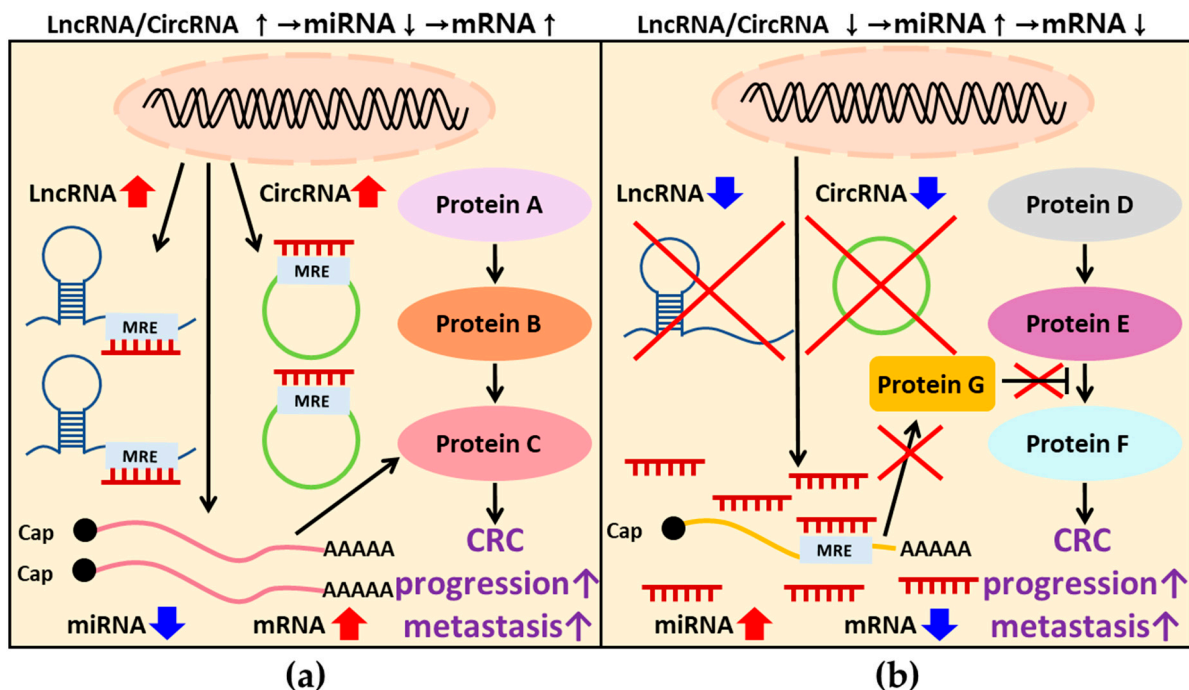 LncRNA/CircRNA ↑→miRNA↓→mRNA↑
LncRNA/CircRNA ↓→miRNA↑→mRNA↓
LncRNA
CircRNA
Protein A
MRE
MRE
Protein B
MRE
MRE
Protein C
Cap
AAAAA
Cap
AAAAA
CRC
progression↑
metastasis↑
miRNA
mRNA
(a)
LncRNA
CircRNA
Protein D
Protein E
Protein G
Protein F
Cap
MRE
AAAAA
CRC
progression↑
metastasis↑
miRNA
mRNA
(b)